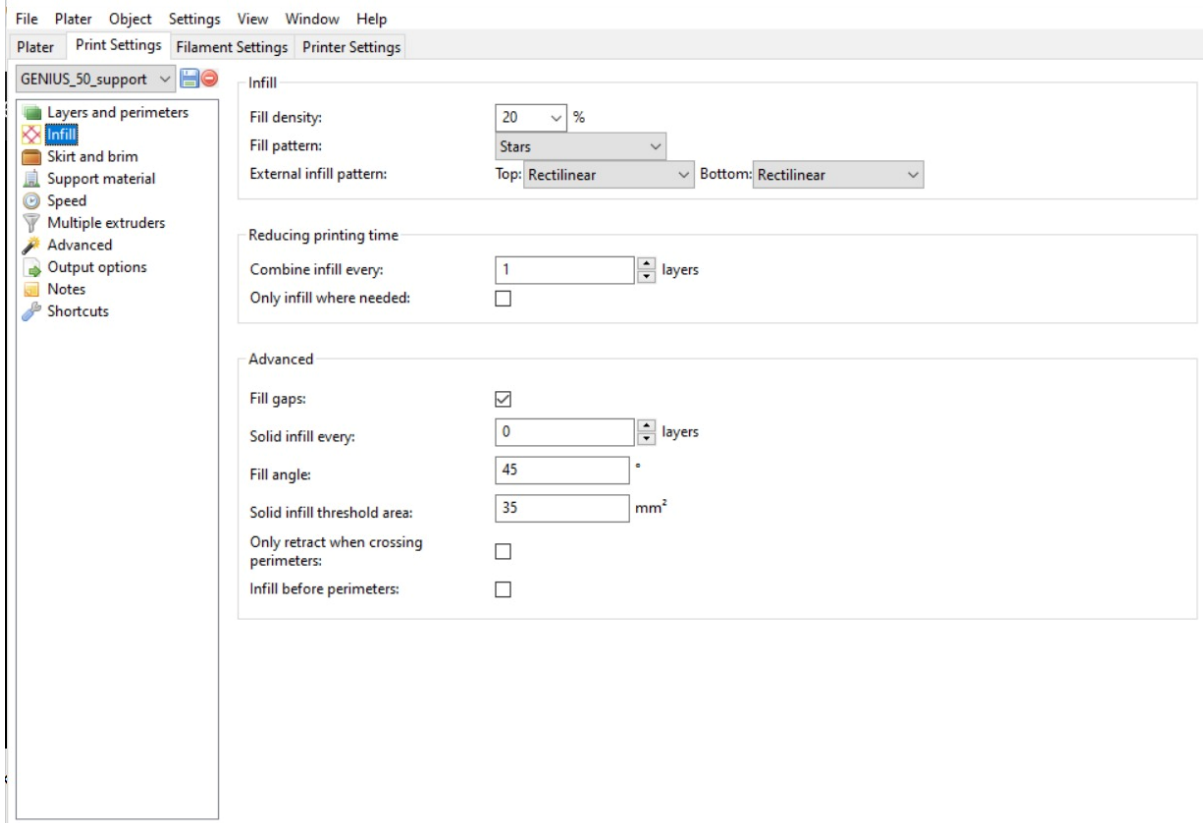 File Plater Object Settings View Window Help
Plater Print Settings Filament Settings Printer Settings
GENIUS_50_support
Layers and perimeters
Infill
Skirt and brim
Support material
Speed
Multiple extruders
Advanced
Output options
Notes
Shortcuts
Infill
Fill density: 20 %
Fill pattern: Stars
External infill pattern: Top: Rectilinear Bottom: Rectilinear
Reducing printing time
Combine infill every: 1 layers
Only infill where needed:
Advanced
Fill gaps:
Solid infill every: 0 layers
Fill angle: 45 °
Solid infill threshold area: 35 mm²
Only retract when crossing
perimeters:
Infill before perimeters: